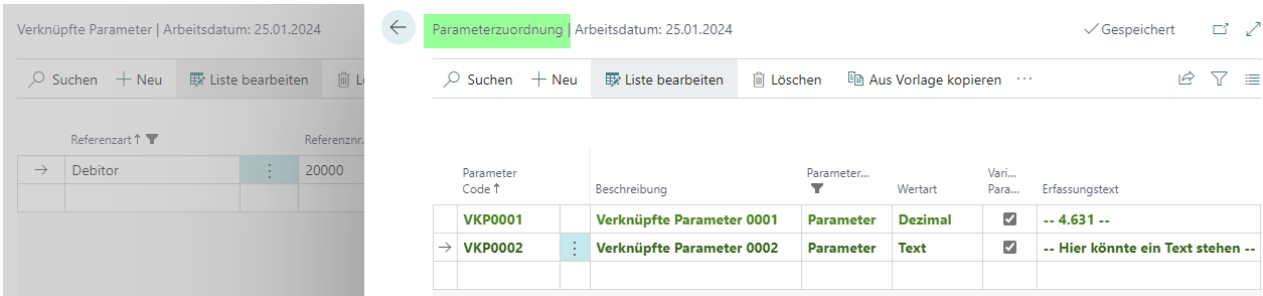 Verknüpfte Parameter | Arbeitsdatum: 25.01.2024
Suchen Neu Liste bearbeiten
Referenzart ↑ Referenznr.
→ Debitor 20000
Parameterzuordnung | Arbeitsdatum: 25.01.2024 Gespeichert
Suchen Neu Liste bearbeiten Löschen Aus Vorlage kopieren ...
Parameter Code ↑ Beschreibung Parameter... Wertart Vari... Para... Erfassungstext
VKP0001 Verknüpfte Parameter 0001 Parameter Dezimal -- 4.631 --
→ VKP0002 Verknüpfte Parameter 0002 Parameter Text -- Hier könnte ein Text stehen --